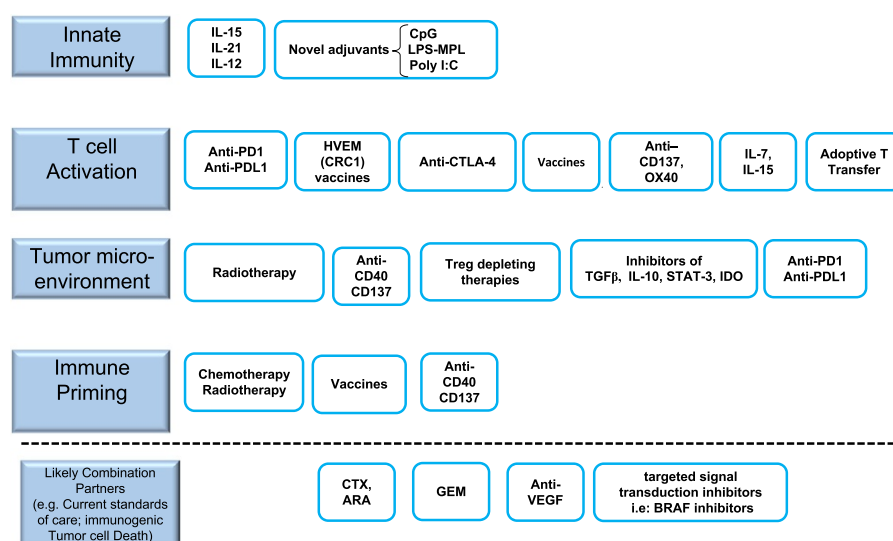 Innate
Immunity
IL-15
IL-21
IL-12
Novel adjuvants
CpG
LPS-MPL
Poly I:C
T cell
Activation
Anti-PD1
Anti-PDL1
HVEM
(CRC1)
vaccines
Anti-CTLA-4
Vaccines
Anti–
CD137,
OX40
IL-7,
IL-15
Adoptive T
Transfer
Tumor micro-
environment
Radiotherapy
Anti-
CD40
CD137
Treg depleting
therapies
Inhibitors of
TGFβ, IL-10, STAT-3, IDO
Anti-PD1
Anti-PDL1
Immune
Priming
Chemotherapy
Radiotherapy
Vaccines
Anti-
CD40
CD137
Likely Combination
Partners
(e.g. Current standards
of care; immunogenic
Tumor cell Death)
CTX,
ARA
GEM
Anti-
VEGF
targeted signal
transduction inhibitors
i.e: BRAF inhibitors